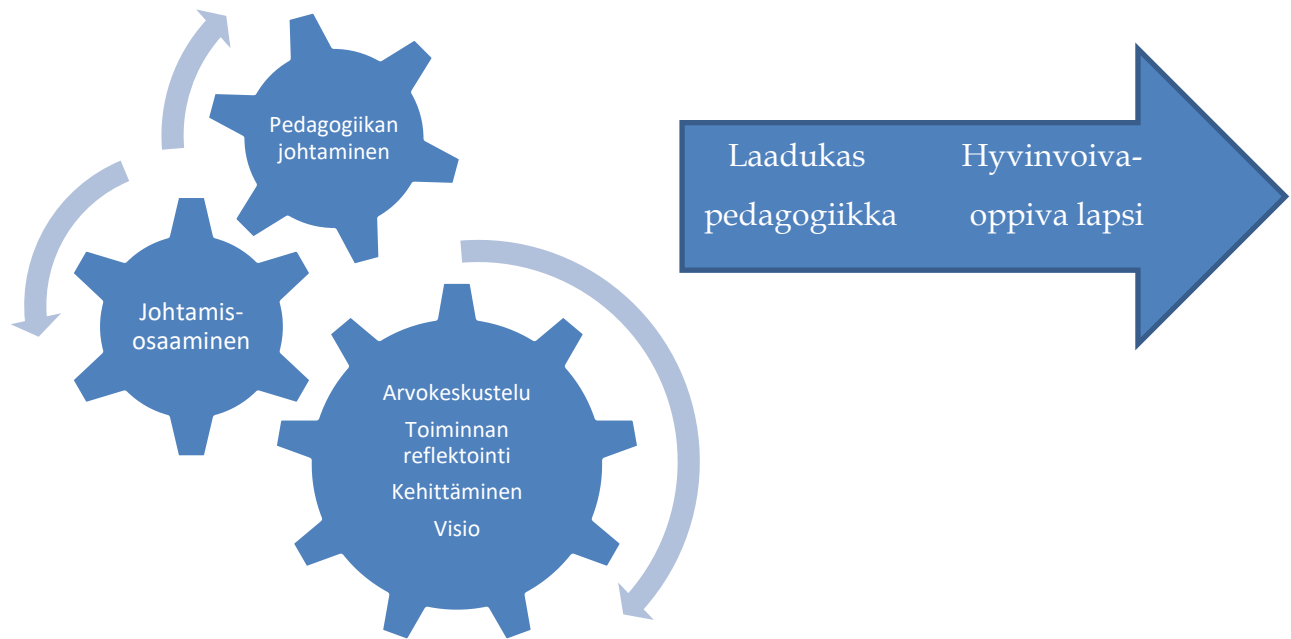 Pedagogiikan
johtaminen
Johtamis-
osaaminen
Arvokeskustelu
Toiminnan
reflektointi
Kehittäminen
Visio
Laadukas
pedagogiikka
Hyvinvoiva-
oppiva lapsi